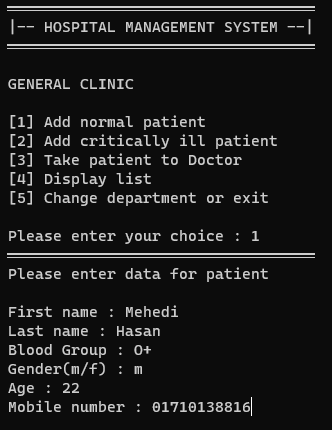 |-- HOSPITAL MANAGEMENT SYSTEM --|
GENERAL CLINIC
[1] Add normal patient
[2] Add critically ill patient
[3] Take patient to Doctor
[4] Display list
[5] Change department or exit
Please enter your choice : 1
Please enter data for patient
First name : Mehedi
Last name : Hasan
Blood Group : O+
Gender(m/f) : m
Age : 22
Mobile number : 01710138816